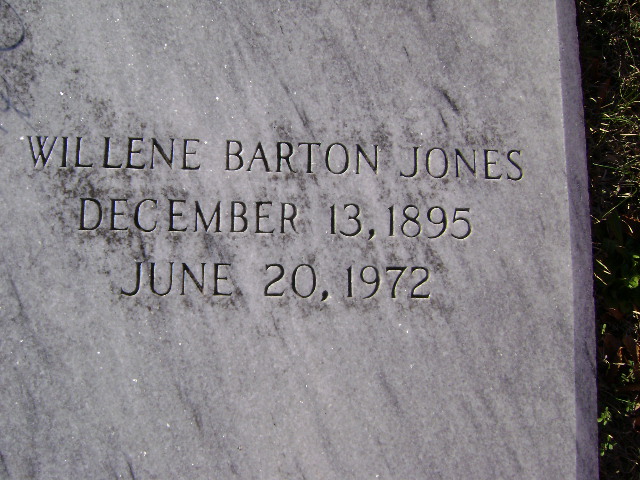 WILLENE BARTON JONES
DECEMBER 13, 1895
JUNE 20, 1972